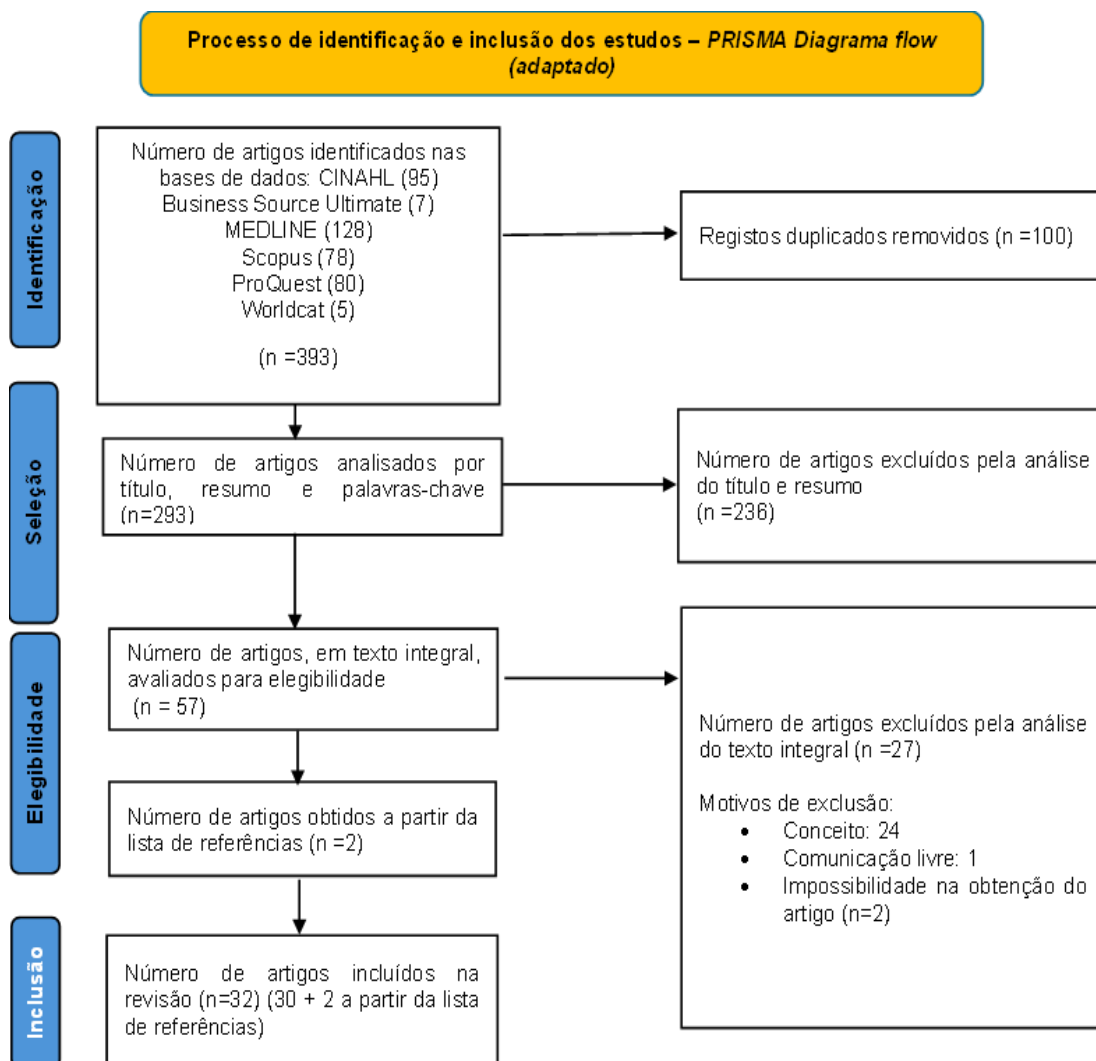 Processo de identificação e inclusão dos estudos – PRISMA Diagrama flow
(adaptado)
Identificação
Número de artigos identificados nas
bases de dados: CINAHL (95)
Business Source Ultimate (7)
MEDLINE (128)
Scopus (78)
ProQuest (80)
Worldcat (5)
(n =393)
Registos duplicados removidos (n =100)
Seleção
Número de artigos analisados por
título, resumo e palavras-chave
(n=293)
Número de artigos excluídos pela análise
do título e resumo
(n =236)
Elegibilidade
Número de artigos, em texto integral,
avaliados para elegibilidade
(n = 57)
Número de artigos excluídos pela análise
do texto integral (n =27)
Motivos de exclusão:
• Conceito: 24
• Comunicação livre: 1
• Impossibilidade na obtenção do
artigo (n=2)
Número de artigos obtidos a partir da
lista de referências (n =2)
Inclusão
Número de artigos incluídos na
revisão (n=32) (30 + 2 a partir da lista
de referências)